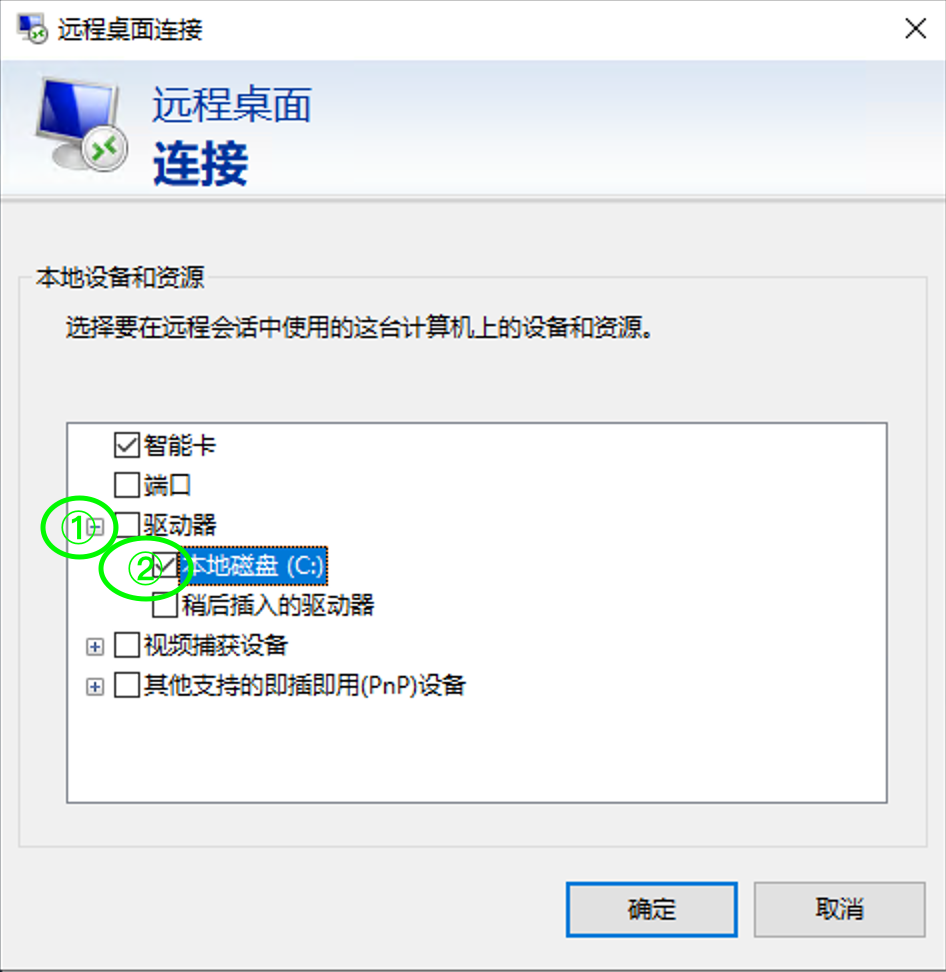 远程桌面连接
远程桌面
连接
本地设备和资源
选择要在远程会话中使用的这台计算机上的设备和资源。
智能卡
端口
① 驱动器
② 本地磁盘 (C:)
稍后插入的驱动器
视频捕获设备
其他支持的即插即用(PnP)设备
确定
取消